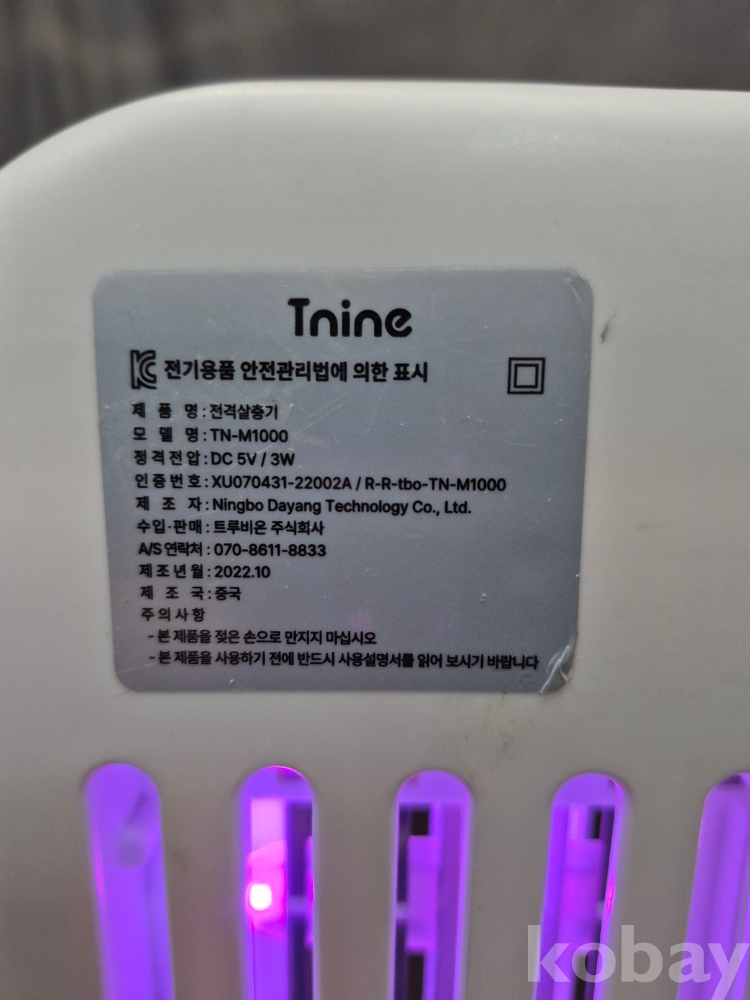 Tnine
전기용품 안전관리법에 의한 표시
제 품 명 : 전격살충기
모 델 명 : TN-M1000
정격전압 : DC 5V / 3W
인증번호 : XU070431-22002A / R-R-tbo-TN-M1000
제 조 자 : Ningbo Dayang Technology Co., Ltd.
수입·판매 : 트루비온 주식회사
A/S연락처 : 070-8611-8833
제조년월 : 2022.10
제 조 국 : 중국
주의사항
- 본 제품을 젖은 손으로 만지지 마십시오
- 본 제품을 사용하기 전에 반드시 사용설명서를 읽어 보시기 바랍니다
kobay